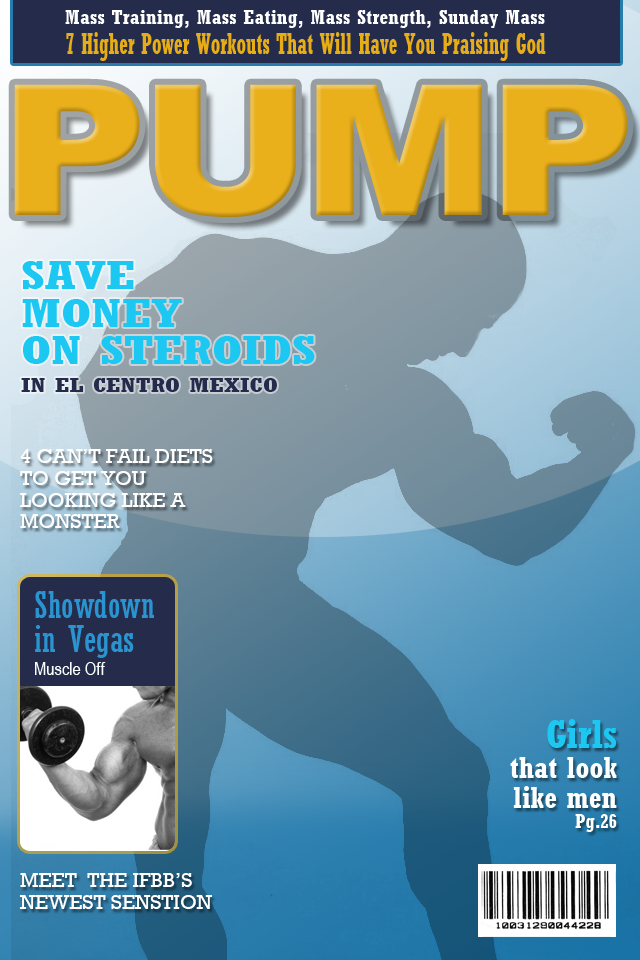 Mass Training, Mass Eating, Mass Strength, Sunday Mass
7 Higher Power Workouts That Will Have You Praising God
PUMP
SAVE
MONEY
ON STEROIDS
IN EL CENTRO MEXICO
4 CAN'T FAIL DIETS
TO GET YOU
LOOKING LIKE A
MONSTER
Showdown
in Vegas
Muscle Off
Girls
that look
like men
Pg.26
MEET THE IFBB'S
NEWEST SENSTION
10031290044228